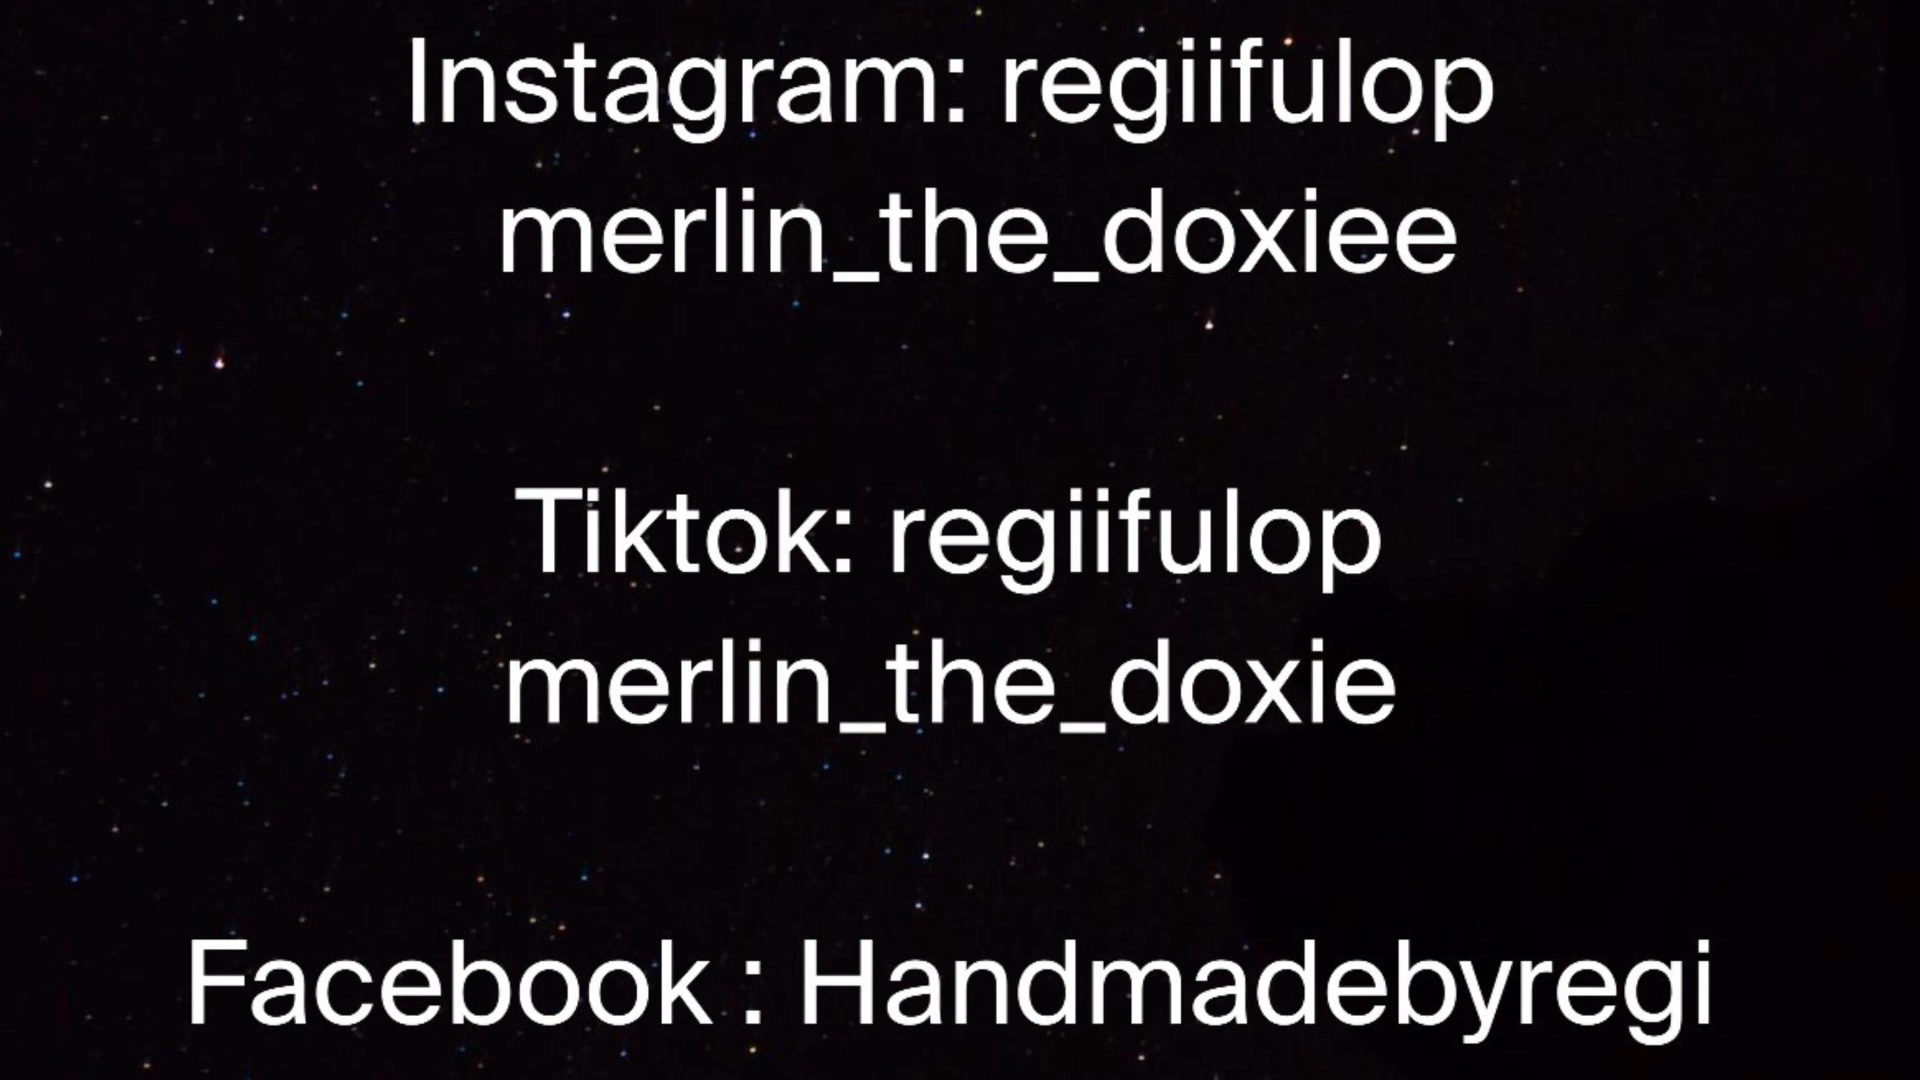 Instagram: regiifulop
merlin_the_doxiee
Tiktok: regiifulop
merlin_the_doxie
Facebook : Handmadebyregi